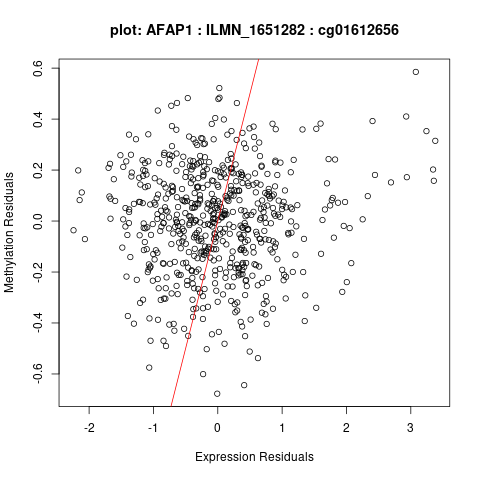 plot: AFAP1 : ILMN_1651282 : cg01612656
0.6
0.4
0.2
0.0
-0.2
-0.4
-0.6
Methylation Residuals
-2 -1 0 1 2 3
Expression Residuals